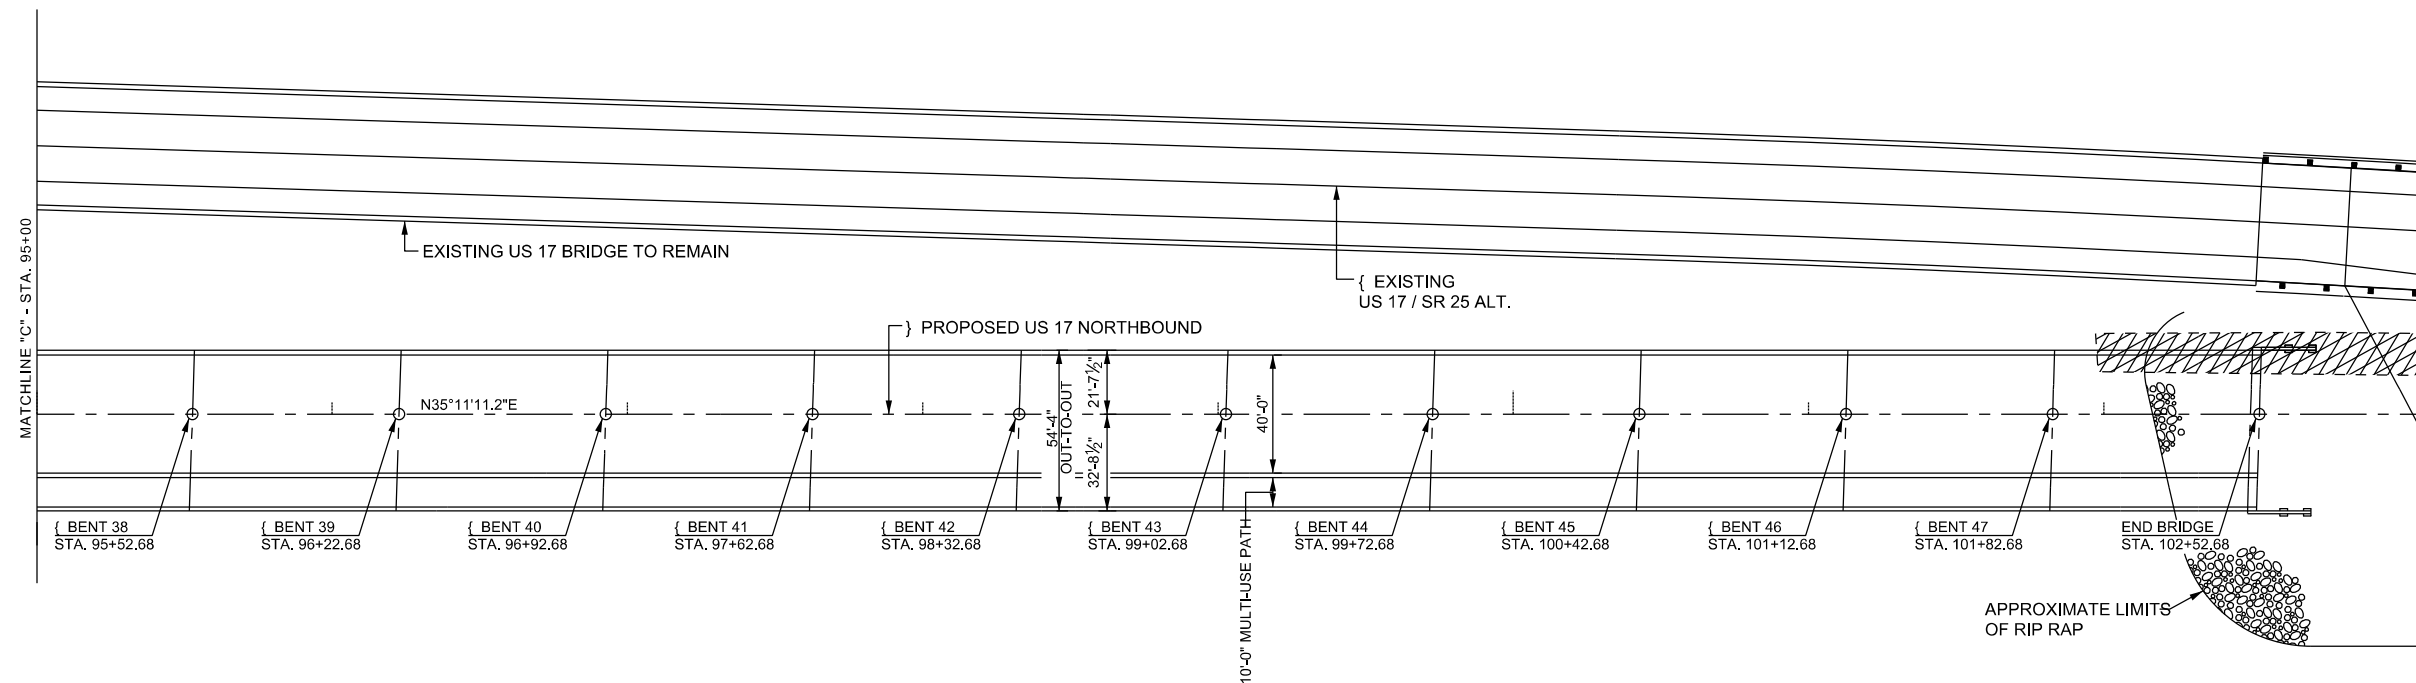 MATCHLINE "C" - STA. 95+00
EXISTING US 17 BRIDGE TO REMAIN
{ EXISTING
US 17 / SR 25 ALT.
} PROPOSED US 17 NORTHBOUND
N35°11'11.2"E
54'-4"
OUT-TO-OUT
21'-7½"
32'-8½"
40'-0"
10'-0" MULTI-USE PATH
{ BENT 38
STA. 95+52.68
{ BENT 39
STA. 96+22.68
{ BENT 40
STA. 96+92.68
{ BENT 41
STA. 97+62.68
{ BENT 42
STA. 98+32.68
{ BENT 43
STA. 99+02.68
{ BENT 44
STA. 99+72.68
{ BENT 45
STA. 100+42.68
{ BENT 46
STA. 101+12.68
{ BENT 47
STA. 101+82.68
END BRIDGE
STA. 102+52.68
APPROXIMATE LIMITS
OF RIP RAP